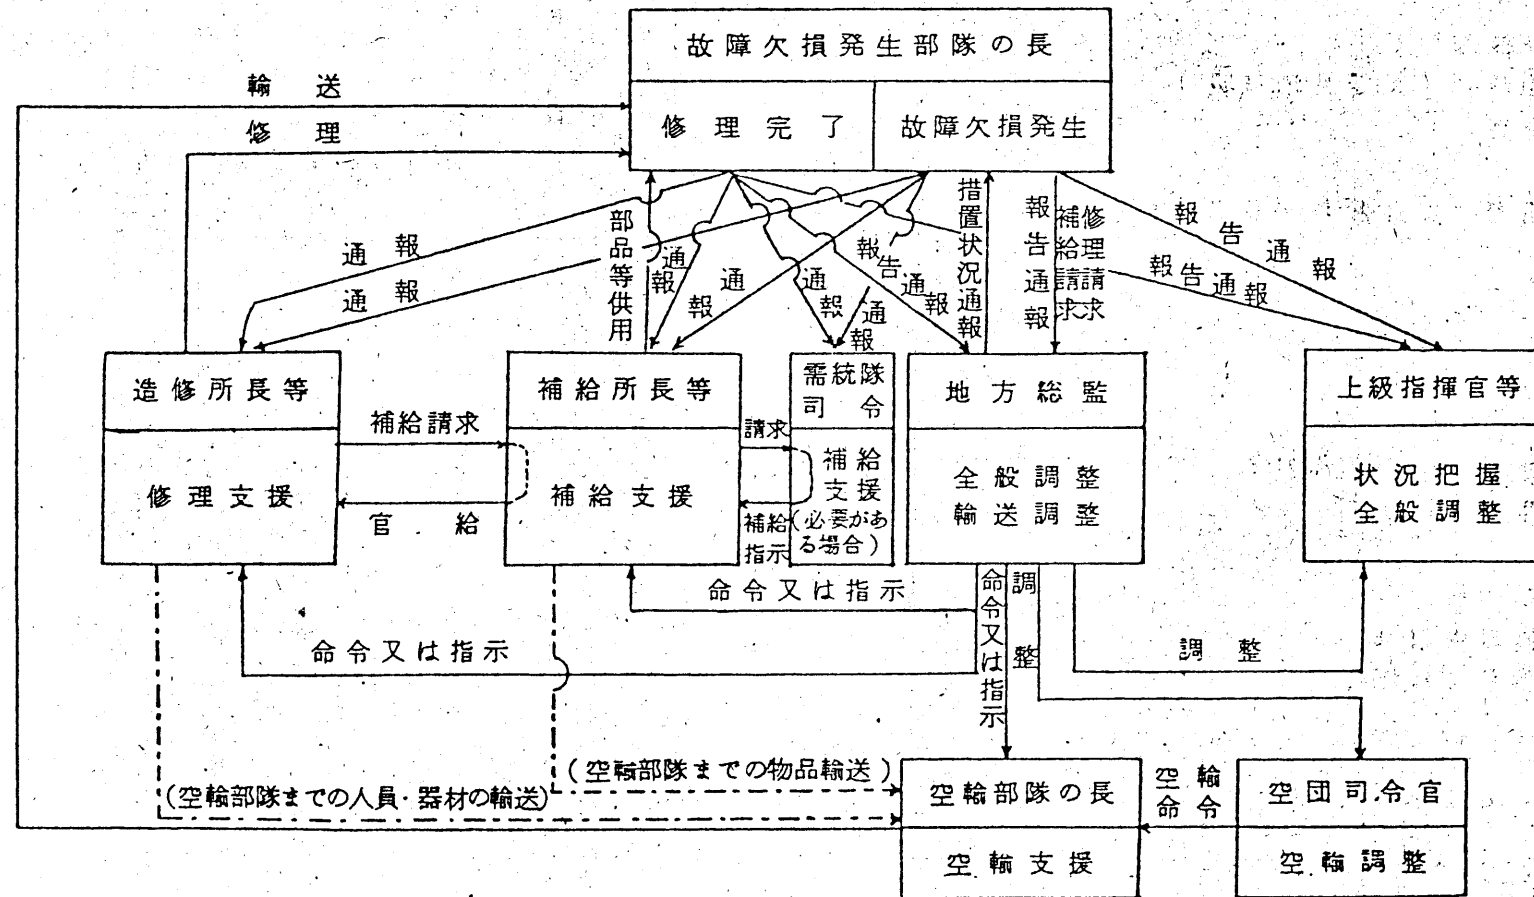 故障欠損発生部隊の長
修理完了
故障欠損発生
輸送
修理
通報
通報
部品等供用
通報
通報
通報
通報
報告通報
措置状況通報
報告通報
補給請求
修理請求
報告通報
報告通報
造修所長等
修理支援
補給請求
官給
補給所長等
補給支援
請求
補給
指示
需統隊
司令
補給
支援
(必要があ
る場合)
地方総監
全般調整
輸送調整
上級指揮官等
状況把握
全般調整
命令又は指示
命令又は指示
命令又は指示
調整
調整
(空輸部隊までの物品輸送)
(空輸部隊までの人員・器材の輸送)
空輸部隊の長
空輸支援
空輸
命令
空団司令官
空輸調整